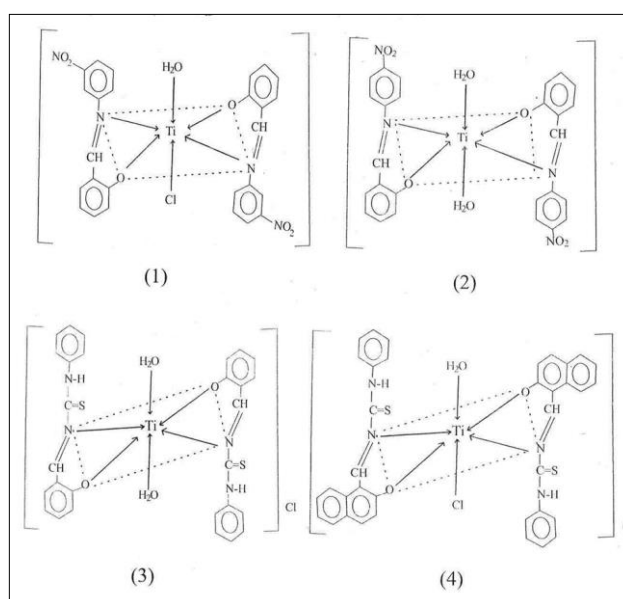 NO₂
H₂O
N
O
Ti
CH
CH
O
N
Cl
NO₂
(1)
NO₂
H₂O
N
O
Ti
CH
CH
O
N
H₂O
NO₂
(2)
N-H
H₂O
C=S
O
N
Ti
CH
CH
N
O
C=S
H₂O
N-H
Cl
(3)
N-H
H₂O
C=S
O
N
Ti
CH
CH
N
O
C=S
Cl
N-H
(4)